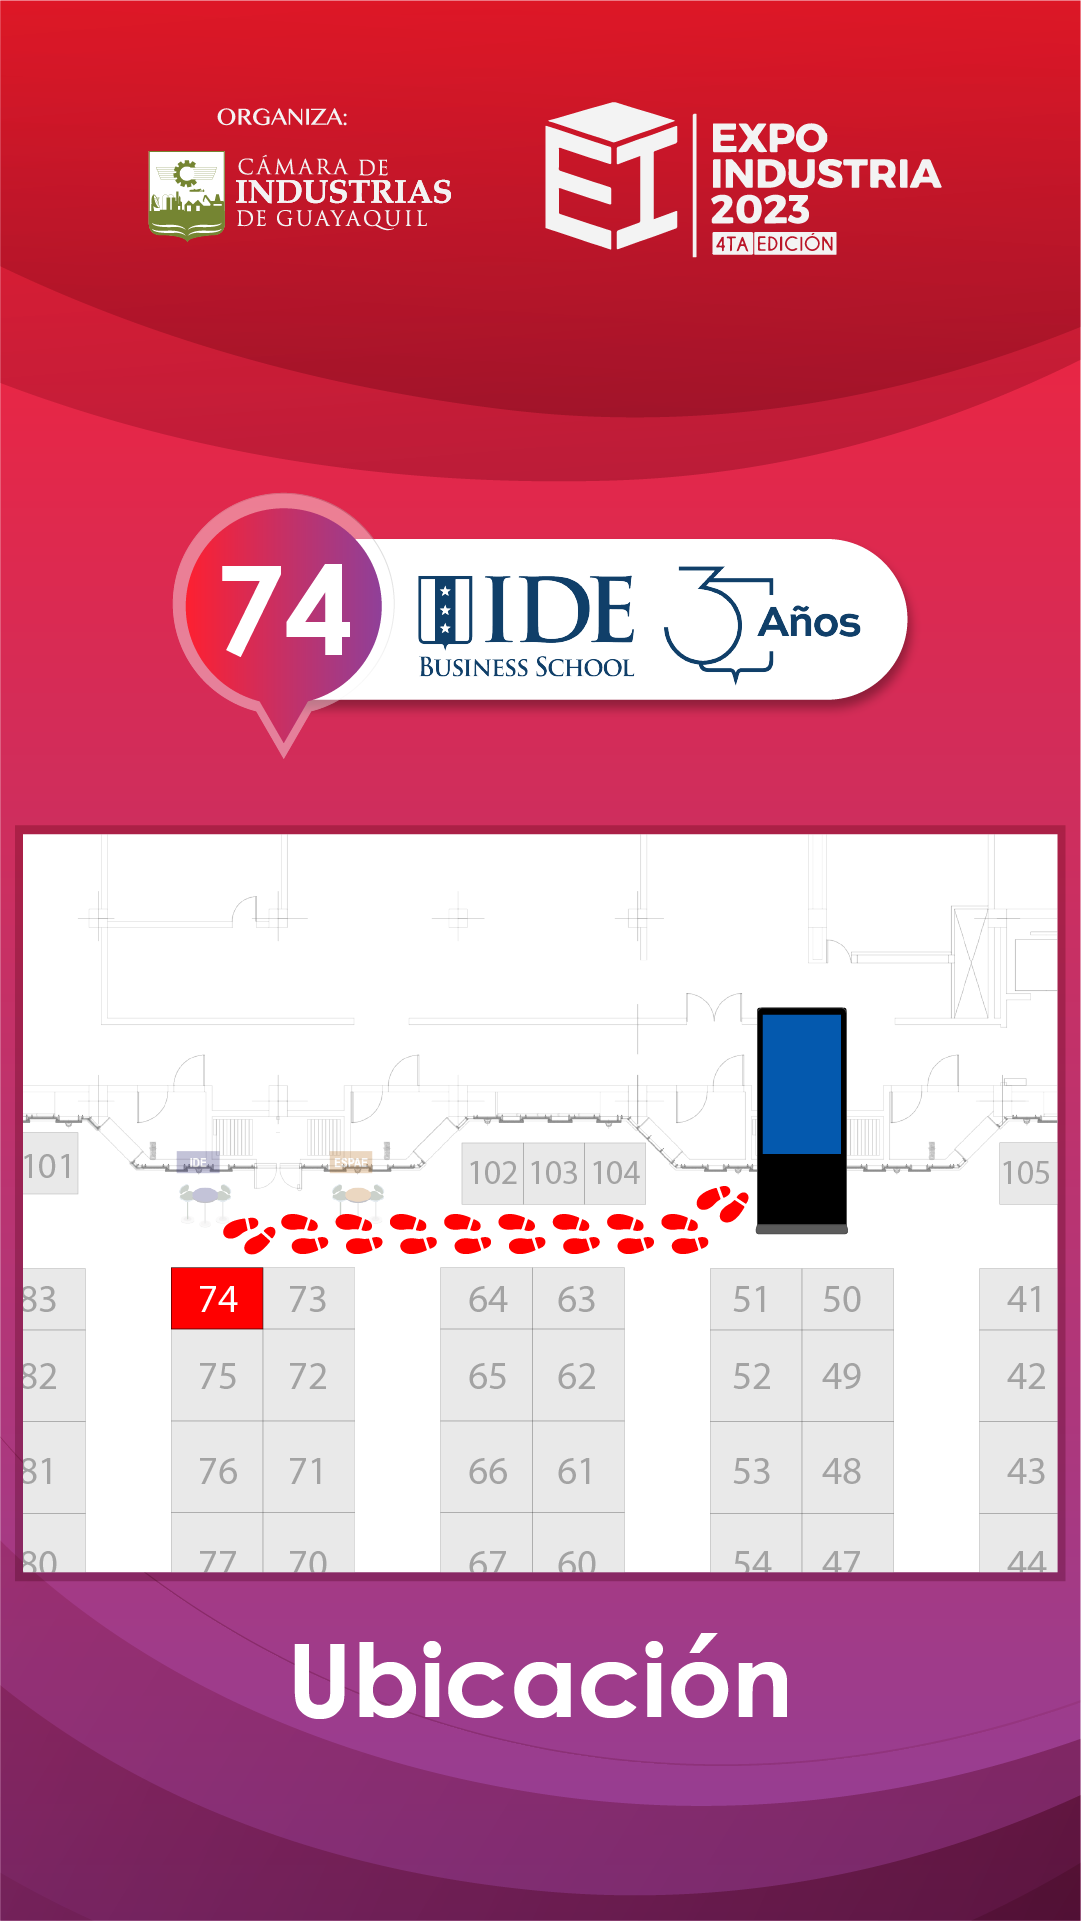 ORGANIZA:
CÁMARA DE
INDUSTRIAS
DE GUAYAQUIL
EXPO
INDUSTRIA
2023
4TA EDICIÓN
74
IDE
BUSINESS SCHOOL
3 Años
IDE
ESPAE
101
102 103 104
105
83 74 73 64 63 51 50 41
82 75 72 65 62 52 49 42
81 76 71 66 61 53 48 43
80 77 70 67 60 54 47 44
Ubicación